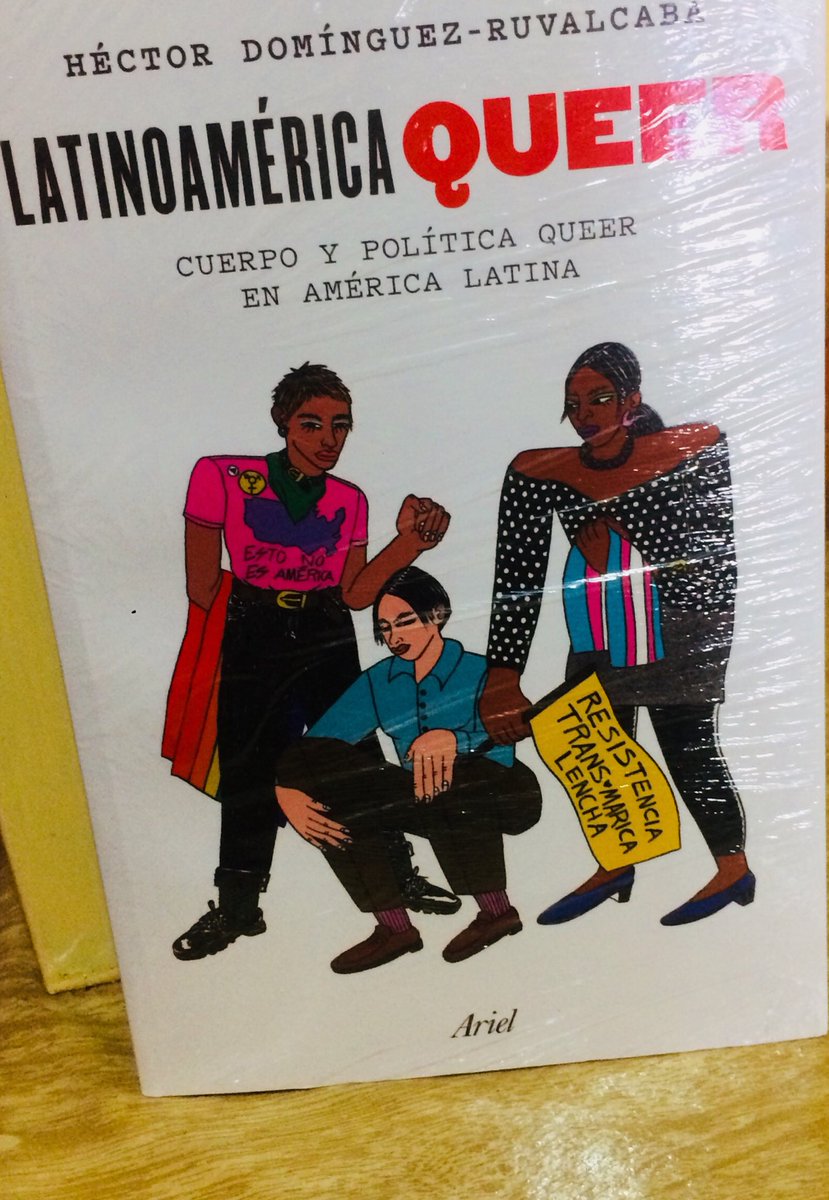 HÉCTOR DOMÍNGUEZ-RUVALCABA
LATINOAMÉRICA QUEER
CUERPO Y POLÍTICA QUEER
EN AMÉRICA LATINA
ESTO NO
ES AMÉRICA
RESISTENCIA
TRANS♥MARICA
LENCHA
Ariel